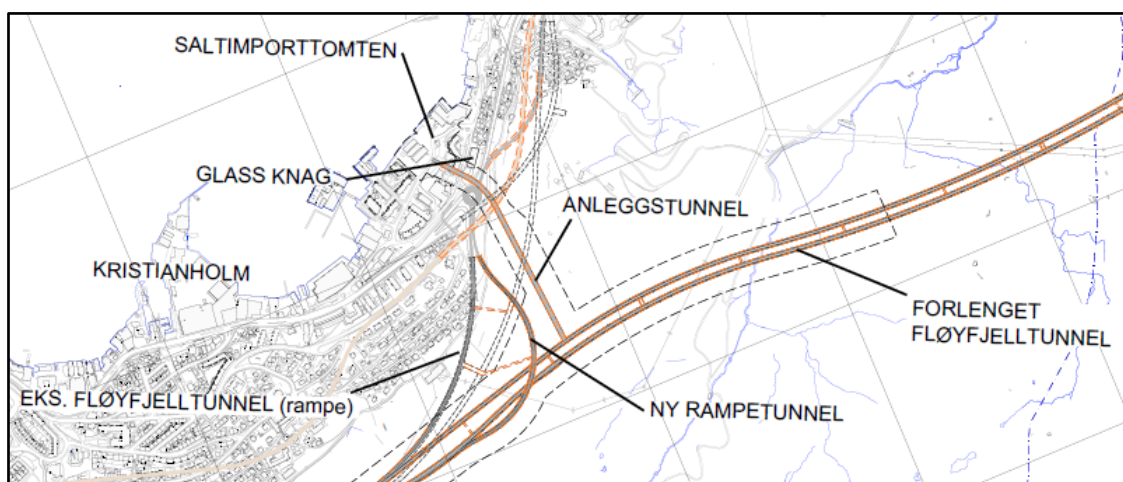 SALTIMPORTTOMTEN
GLASS KNAG
ANLEGGSTUNNEL
KRISTIANHOLM
FORLENGET
FLØYFJELLTUNNEL
EKS. FLØYFJELLTUNNEL (rampe)
NY RAMPETUNNEL